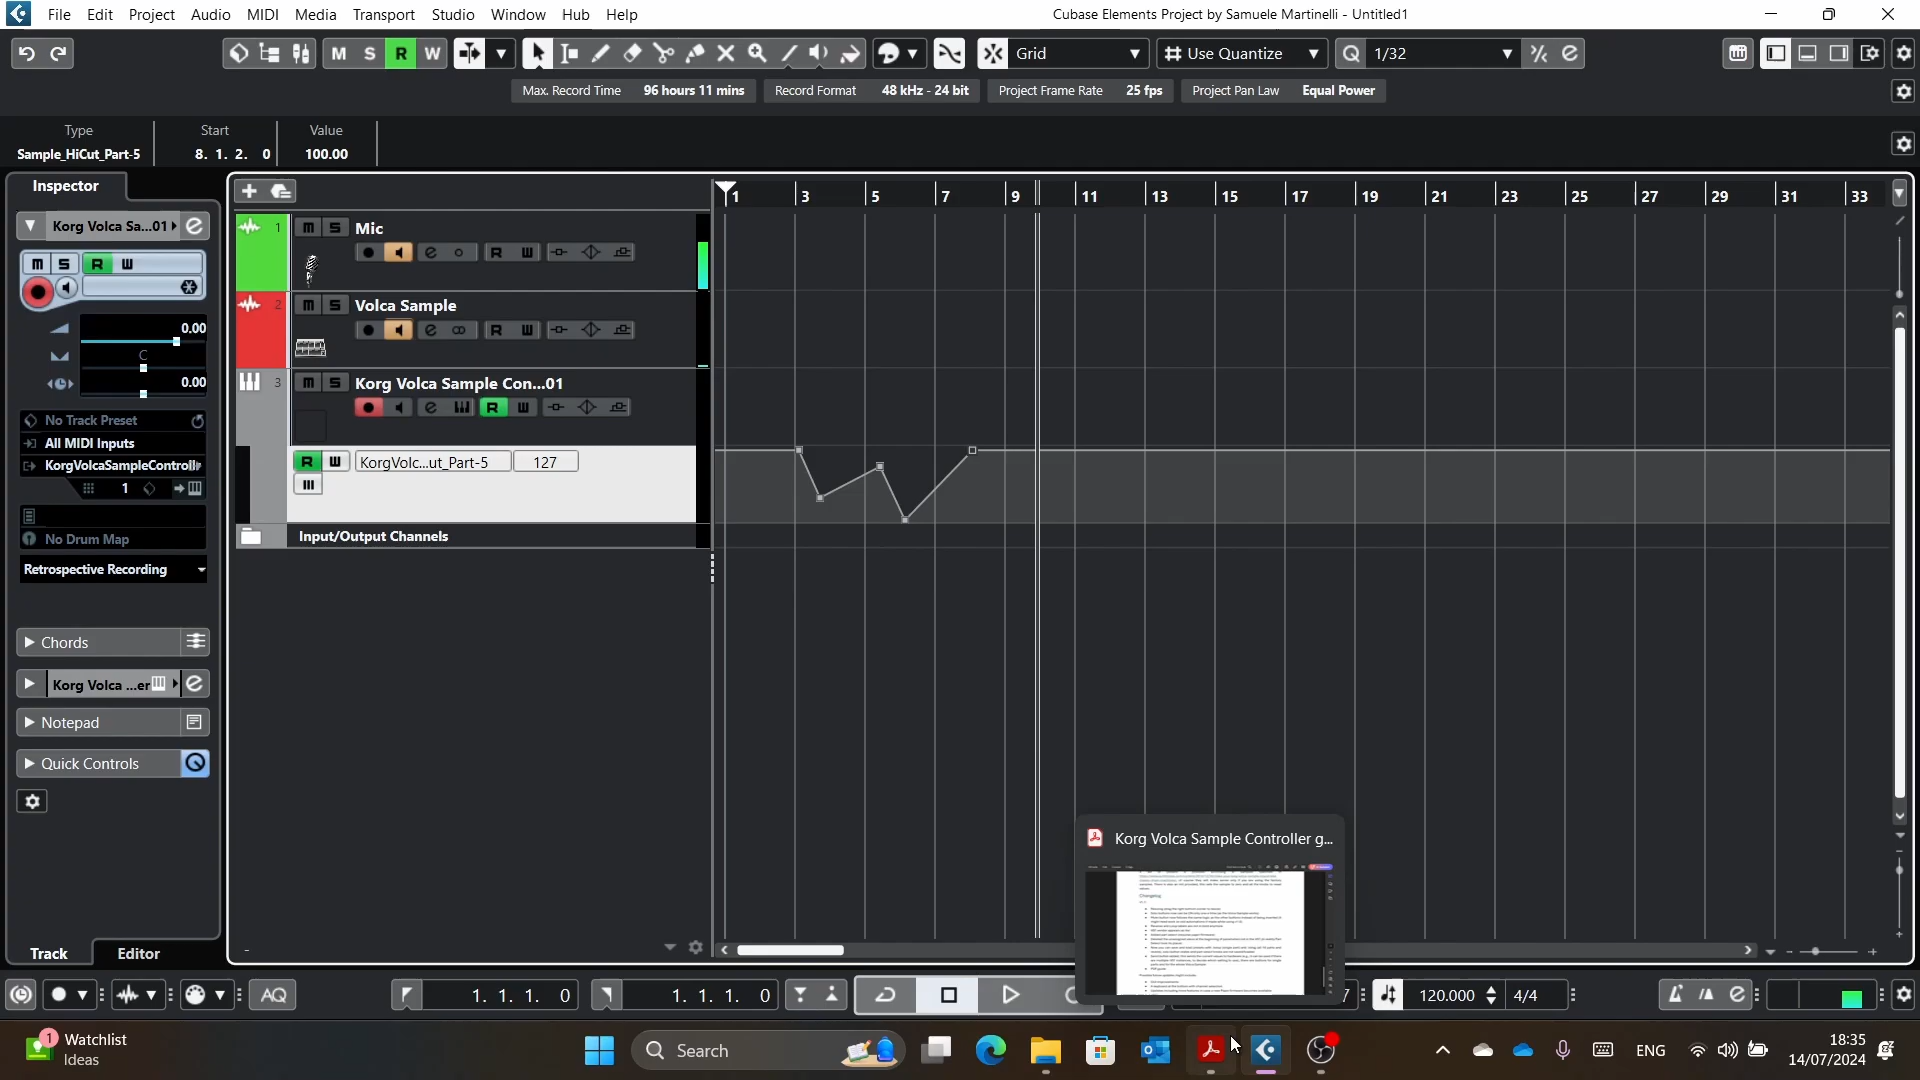 File Edit Project Audio MIDI Media Transport Studio Window Hub Help
Cubase Elements Project by Samuele Martinelli - Untitled1
M S R W Grid Use Quantize Q 1/32
Max. Record Time 96 hours 11 mins Record Format 48 kHz - 24 bit Project Frame Rate 25 fps Project Pan Law Equal Power
Type Start Value
Sample_HiCut_Part-5 8. 1. 2. 0 100.00
Inspector
1 3 5 7 9 11 13 15 17 19 21 23 25 27 29 31 33
Korg Volca Sa...01
1 m S Mic
R W
m S R W
0.00
C
0.00
2 m S Volca Sample
R W
3 m S Korg Volca Sample Con...01
R W
No Track Preset
All MIDI Inputs
KorgVolcaSampleControll
1
No Drum Map
Retrospective Recording
R W KorgVolc...ut_Part-5 127
Input/Output Channels
Chords
Korg Volca ...er
Notepad
Quick Controls
Korg Volca Sample Controller g...
Changelog
Track Editor
AQ 1. 1. 1. 0 1. 1. 1. 0 120.000 4/4
1 Watchlist
Ideas
Search
ENG
18:35
14/07/2024